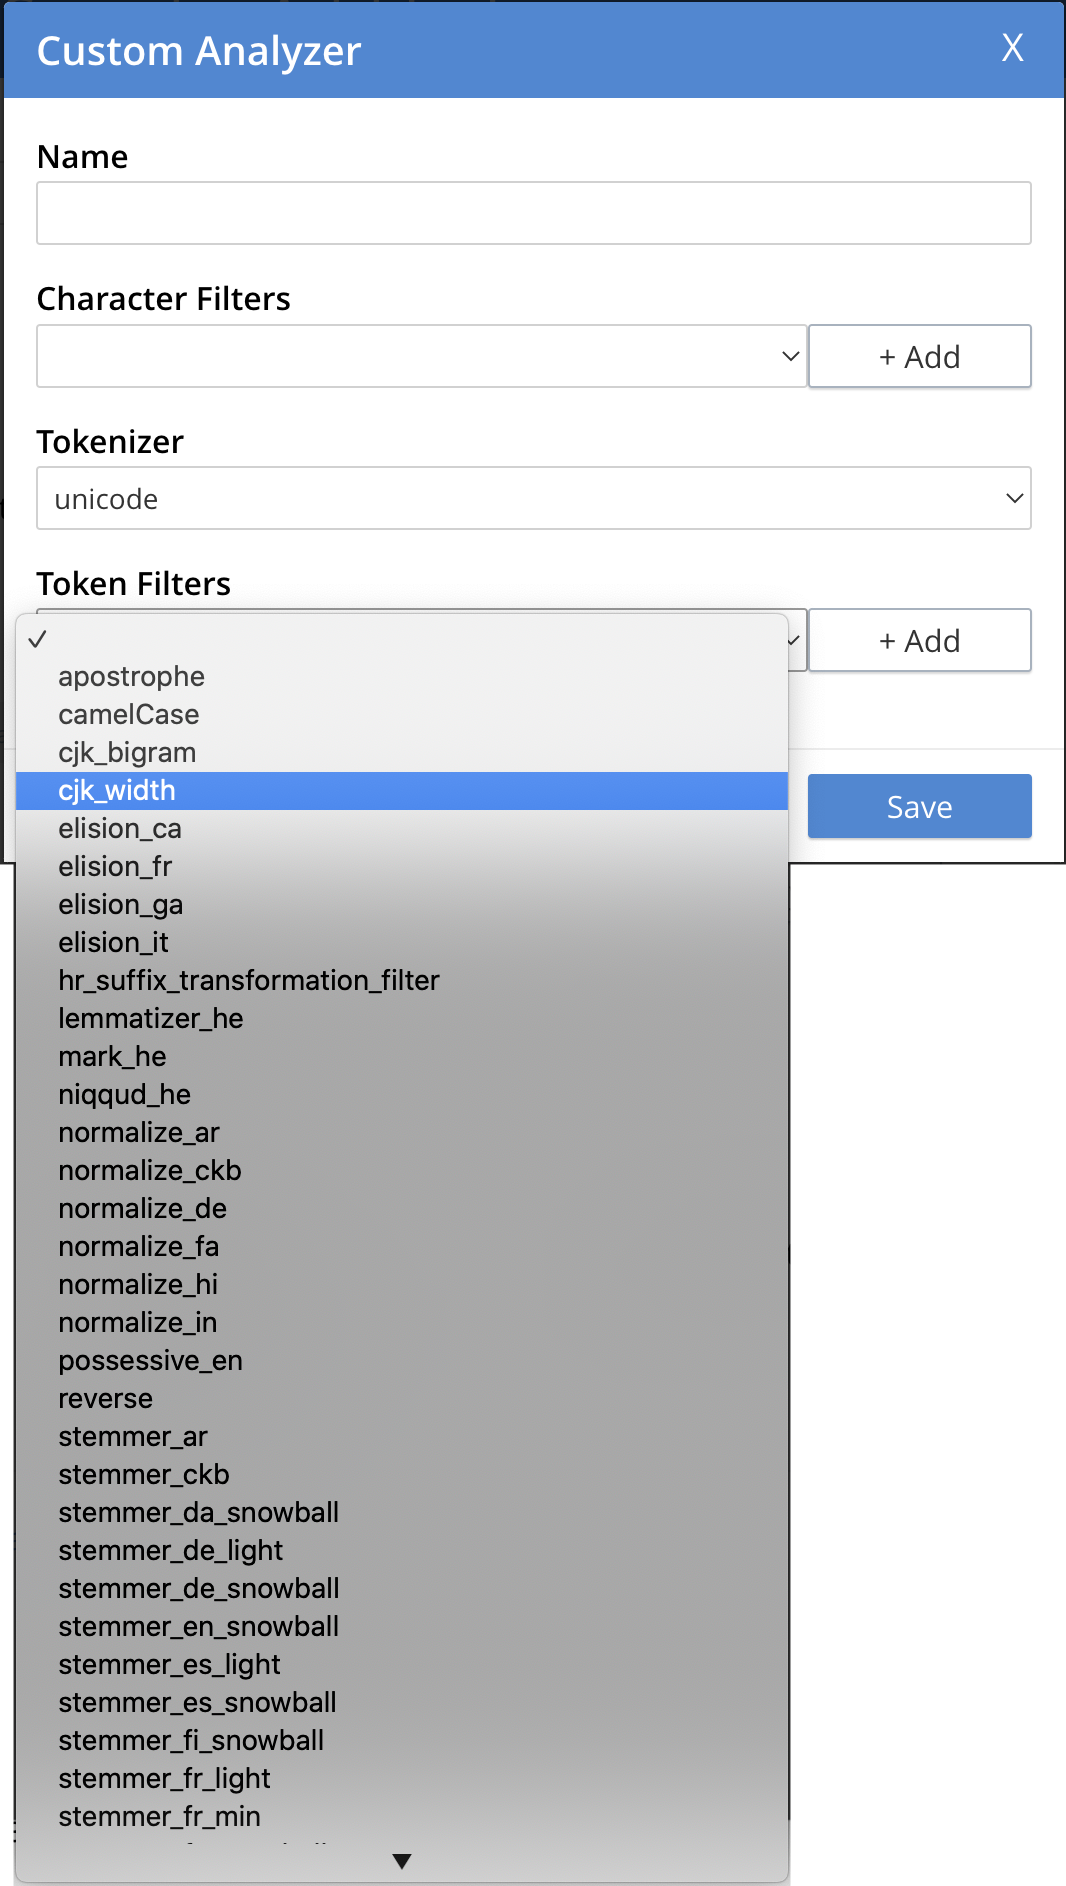 Custom Analyzer X
Name
Character Filters
+ Add
Tokenizer
unicode
Token Filters
+ Add
apostrophe
camelCase
cjk_bigram
cjk_width
Save
elision_ca
elision_fr
elision_ga
elision_it
hr_suffix_transformation_filter
lemmatizer_he
mark_he
niqqud_he
normalize_ar
normalize_ckb
normalize_de
normalize_fa
normalize_hi
normalize_in
possessive_en
reverse
stemmer_ar
stemmer_ckb
stemmer_da_snowball
stemmer_de_light
stemmer_de_snowball
stemmer_en_snowball
stemmer_es_light
stemmer_es_snowball
stemmer_fi_snowball
stemmer_fr_light
stemmer_fr_min